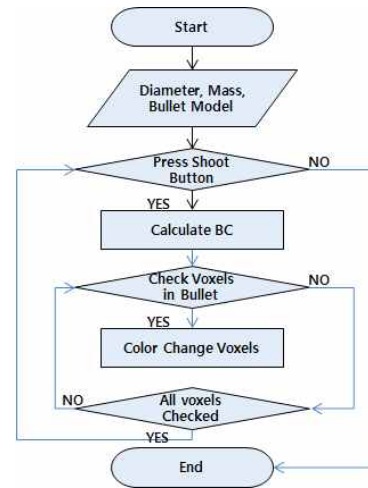 Start
Diameter, Mass,
Bullet Model
Press Shoot
Button
NO
YES
Calculate BC
Check Voxels
in Bullet
NO
YES
Color Change Voxels
NO
All voxels
Checked
YES
End